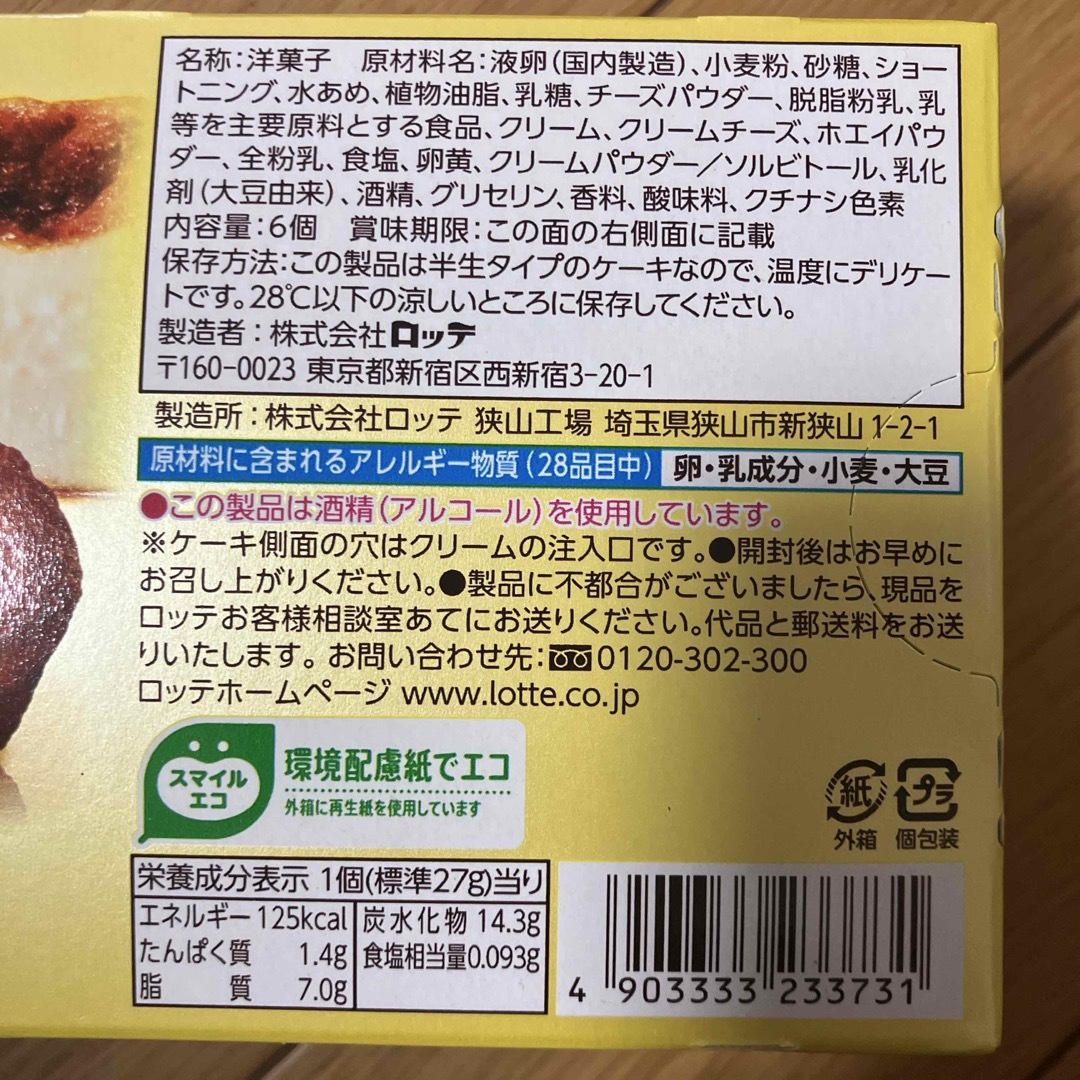 名称:洋菓子　原材料名:液卵(国内製造)、小麦粉、砂糖、ショー
トニング、水あめ、植物油脂、乳糖、チーズパウダー、脱脂粉乳、乳
等を主要原料とする食品、クリーム、クリームチーズ、ホエイパウ
ダー、全粉乳、食塩、卵黄、クリームパウダー／ソルビトール、乳化
剤(大豆由来)、酒精、グリセリン、香料、酸味料、クチナシ色素
内容量:6個　賞味期限:この面の右側面に記載
保存方法:この製品は半生タイプのケーキなので、温度にデリケー
トです。28℃以下の涼しいところに保存してください。
製造者:株式会社ロッテ
〒160-0023 東京都新宿区西新宿3-20-1
製造所:株式会社ロッテ 狭山工場 埼玉県狭山市新狭山1-2-1
原材料に含まれるアレルギー物質(28品目中) 卵・乳成分・小麦・大豆
●この製品は酒精(アルコール)を使用しています。
※ケーキ側面の穴はクリームの注入口です。●開封後はお早めに
お召し上がりください。●製品に不都合がございましたら、現品を
ロッテお客様相談室あてにお送りください。代品と郵送料をお送
りいたします。お問い合わせ先:0120-302-300
ロッテホームページ www.lotte.co.jp
スマイル
エコ
環境配慮紙でエコ
外箱に再生紙を使用しています
紙
外箱
プラ
個包装
栄養成分表示 1個(標準27g)当り
エネルギー 125kcal
たんぱく質 1.4g
脂質 7.0g
炭水化物 14.3g
食塩相当量 0.093g
4 903333 233731